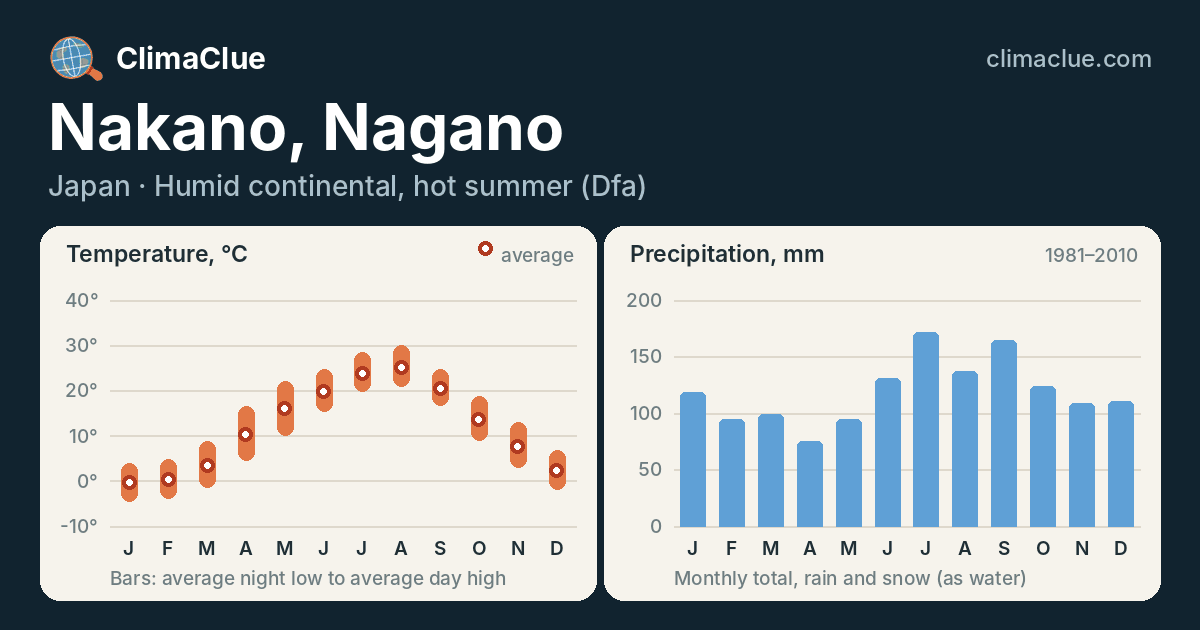 ClimaClue
climaclue.com
Nakano, Nagano
Japan · Humid continental, hot summer (Dfa)
Temperature, °C
average
40°
30°
20°
10°
0°
-10°
J F M A M J J A S O N D
Bars: average night low to average day high
Precipitation, mm
1981–2010
200
150
100
50
0
J F M A M J J A S O N D
Monthly total, rain and snow (as water)